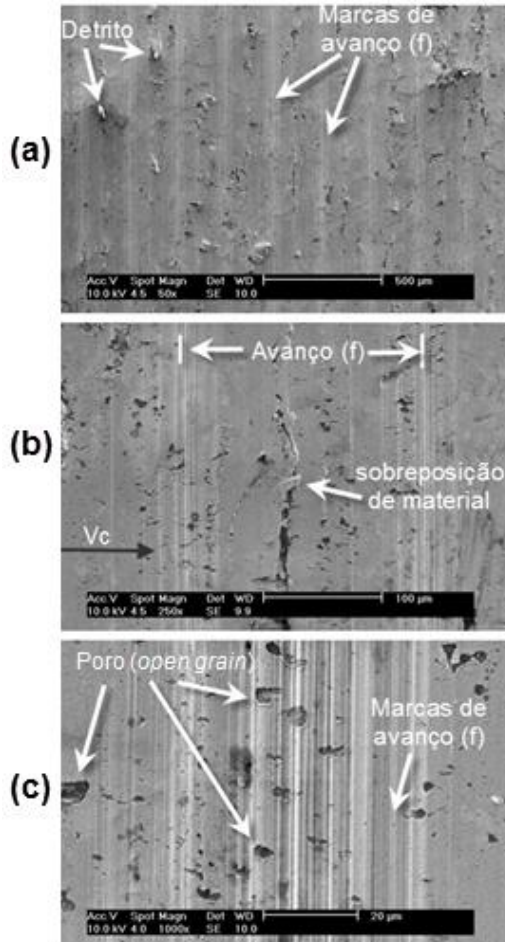 (a)
Detrito
Marcas de
avanço (f)
Acc.V Spot Magn Det WD
10.0 kV 4.5 50x SE 10.0
500 µm
(b)
Avanço (f)
sobreposição
de material
Vc
Acc.V Spot Magn Det WD
10.0 kV 4.5 250x SE 9.9
100 µm
(c)
Poro (open grain)
Marcas de
avanço (f)
Acc.V Spot Magn Det WD
10.0 kV 4.0 1000x SE 10.0
20 µm